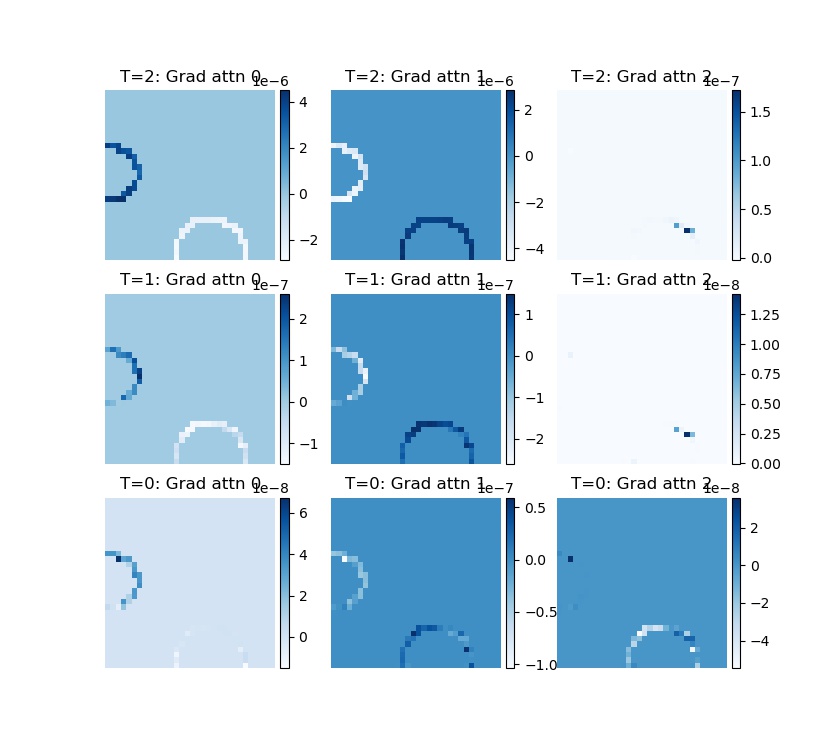 T=2: Grad attn 0
1e−6
4
2
0
−2
T=2: Grad attn 1
1e−6
2
0
−2
−4
T=2: Grad attn 2
1e−7
1.5
1.0
0.5
0.0
T=1: Grad attn 0
1e−7
2
1
0
−1
T=1: Grad attn 1
1e−7
1
0
−1
−2
T=1: Grad attn 2
1e−8
1.25
1.00
0.75
0.50
0.25
0.00
T=0: Grad attn 0
1e−8
6
4
2
0
T=0: Grad attn 1
1e−7
0.5
0.0
−0.5
−1.0
T=0: Grad attn 2
1e−8
2
0
−2
−4